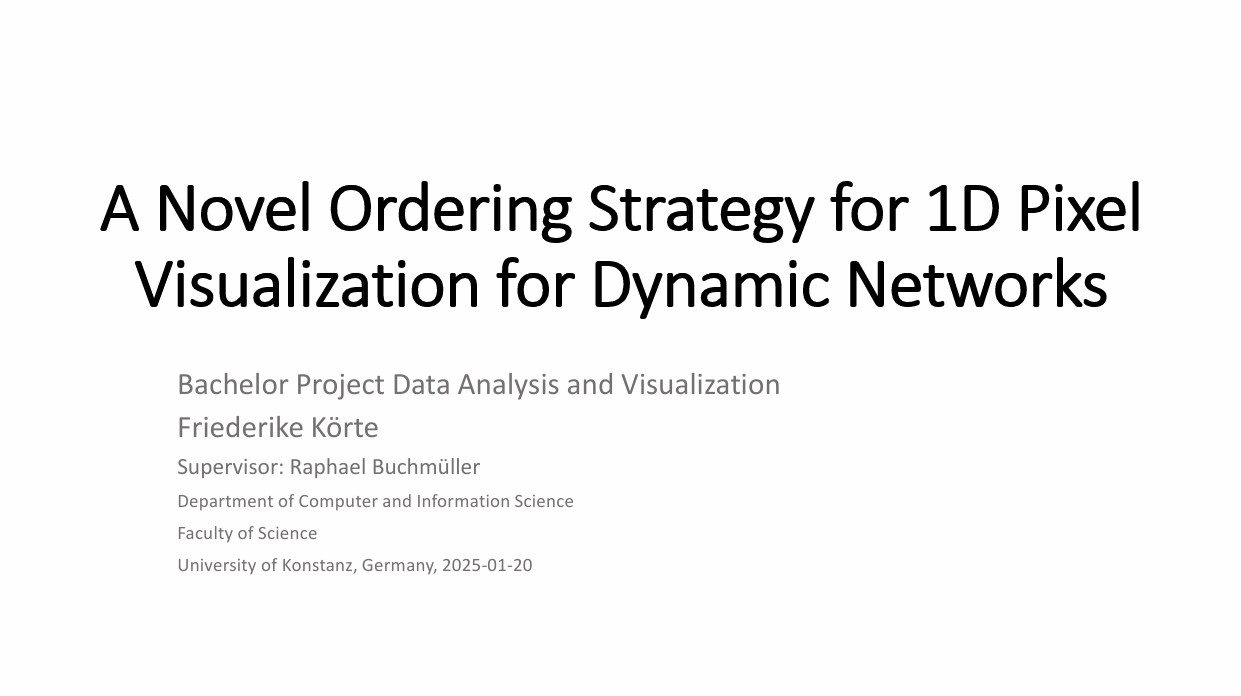 A Novel Ordering Strategy for 1D Pixel
Visualization for Dynamic Networks
Bachelor Project Data Analysis and Visualization
Friederike Körte
Supervisor: Raphael Buchmüller
Department of Computer and Information Science
Faculty of Science
University of Konstanz, Germany, 2025-01-20